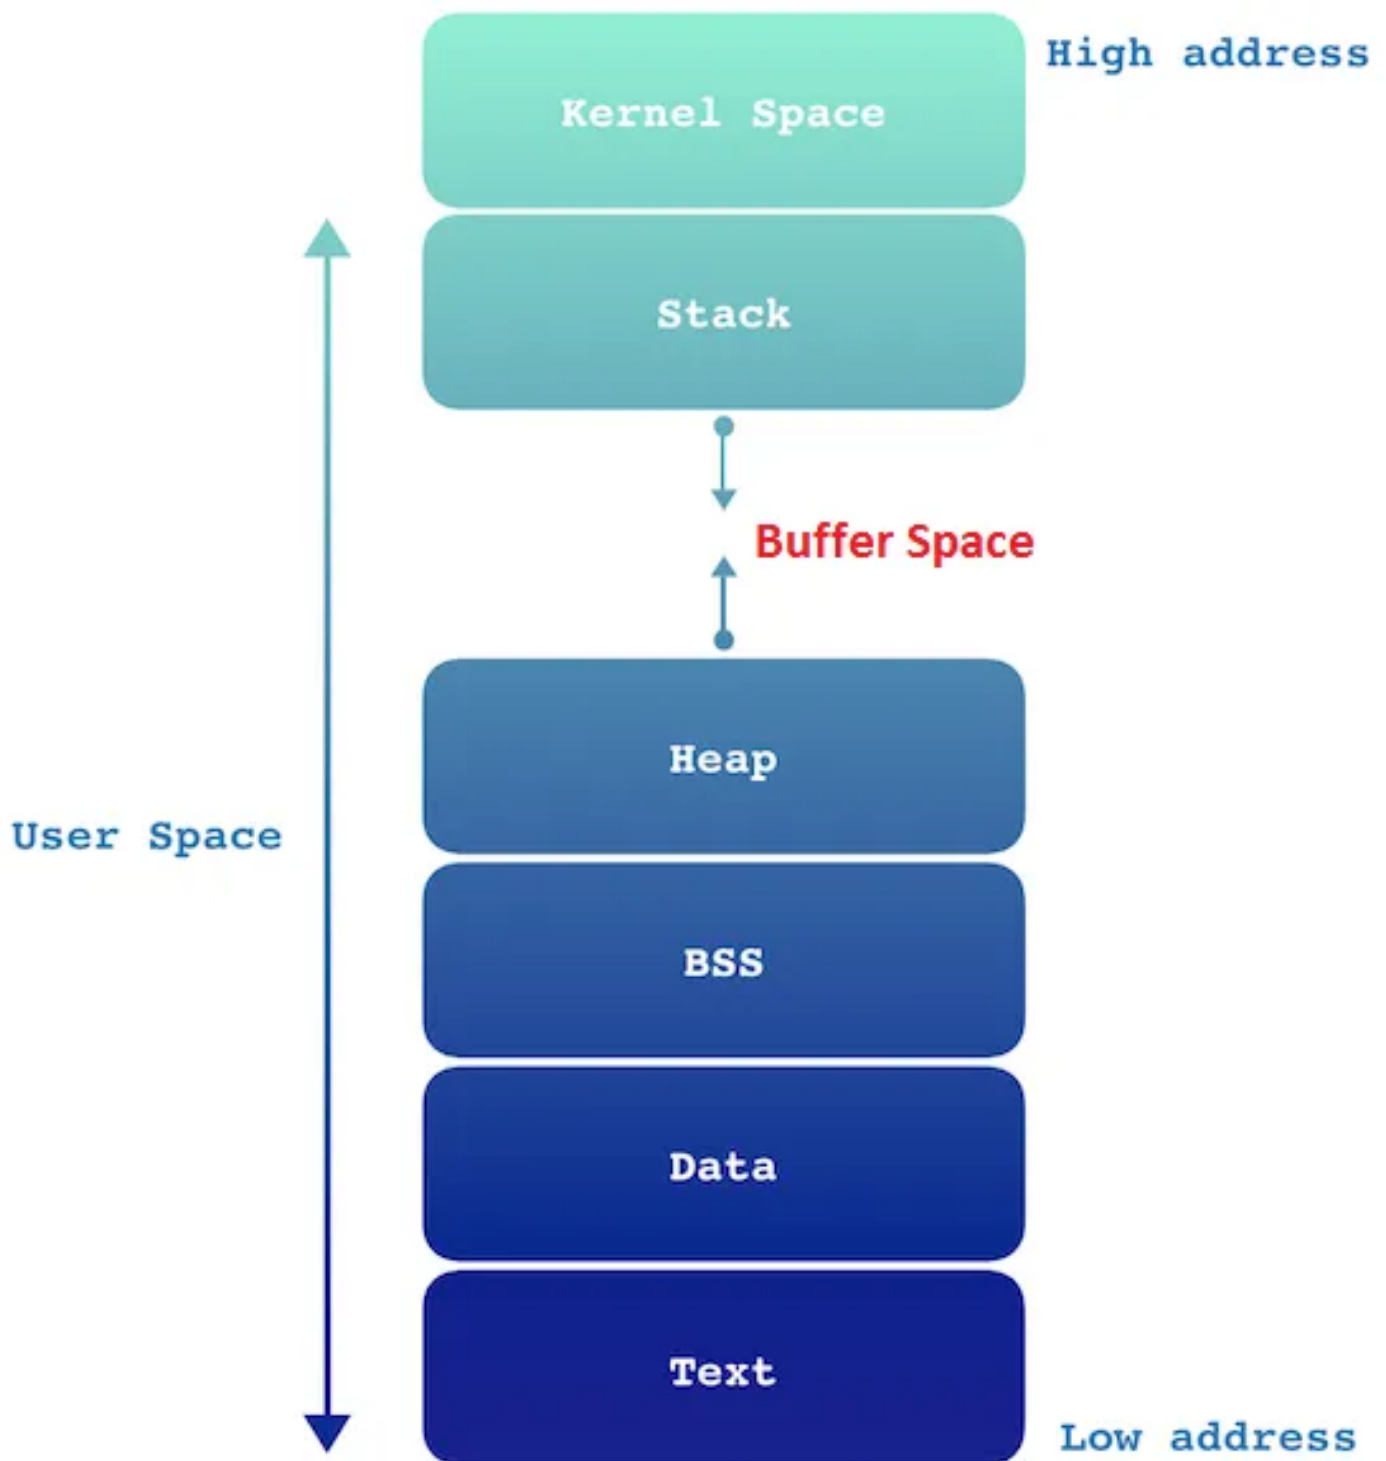 Kernel Space
High address
Stack
Buffer Space
Heap
User Space
BSS
Data
Text
Low address